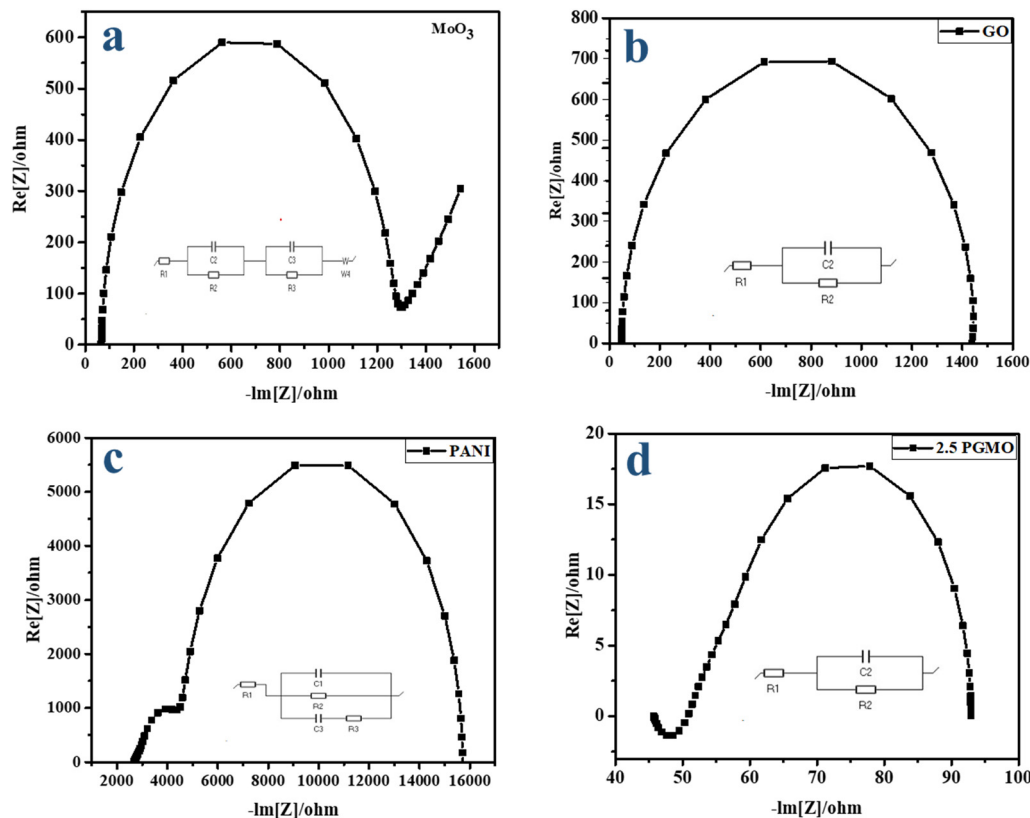 a
MoO3
Re[Z]/ohm
600
500
400
300
200
100
0
C2
C3
W
R1
R2
R3
W4
0 200 400 600 800 1000 1200 1400 1600
-lm[Z]/ohm
b
GO
Re[Z]/ohm
800
700
600
500
400
300
200
100
0
C2
R1
R2
0 200 400 600 800 1000 1200 1400 1600
-lm[Z]/ohm
c
PANI
Re[Z]/ohm
6000
5000
4000
3000
2000
1000
0
C1
R1
R2
C3
R3
2000 4000 6000 8000 10000 12000 14000 16000
-lm[Z]/ohm
d
2.5 PGMO
Re[Z]/ohm
20
15
10
5
0
C2
R1
R2
40 50 60 70 80 90 100
-lm[Z]/ohm